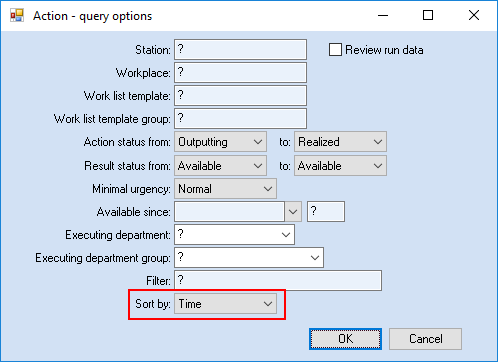 Action - query options
Station: ? Review run data
Workplace: ?
Work list template: ?
Work list template group: ?
Action status from: Outputting to: Realized
Result status from: Available to: Available
Minimal urgency: Normal
Available since: ?
Executing department: ?
Executing department group: ?
Filter: ?
Sort by: Time
OK Cancel